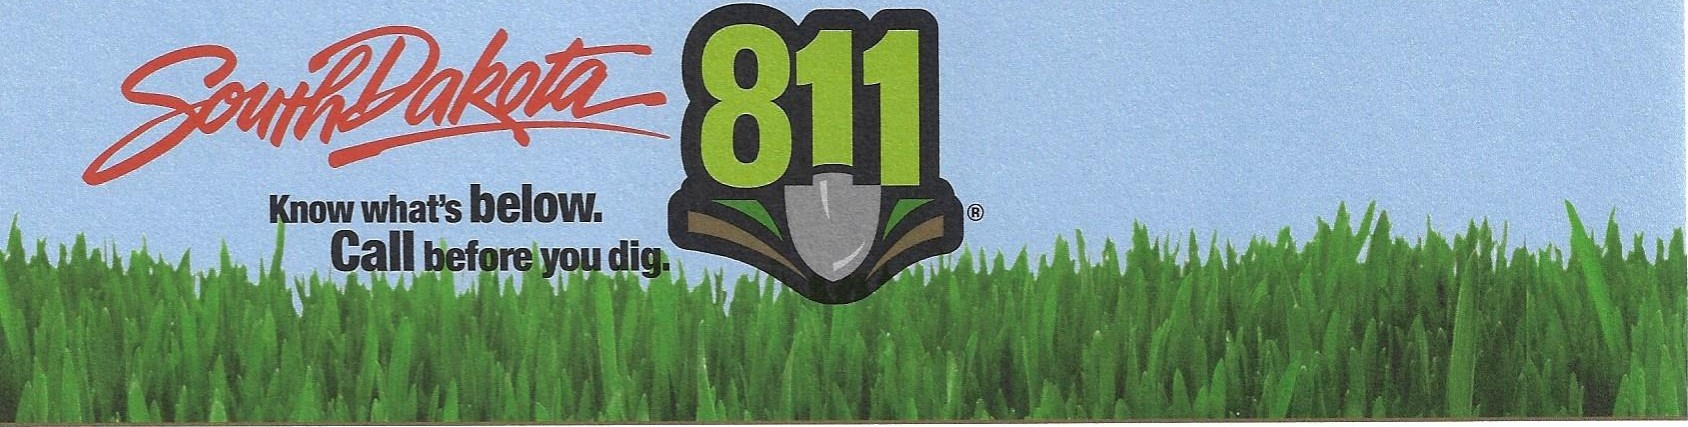 South Dakota
811
®
Know what's below.
Call before you dig.